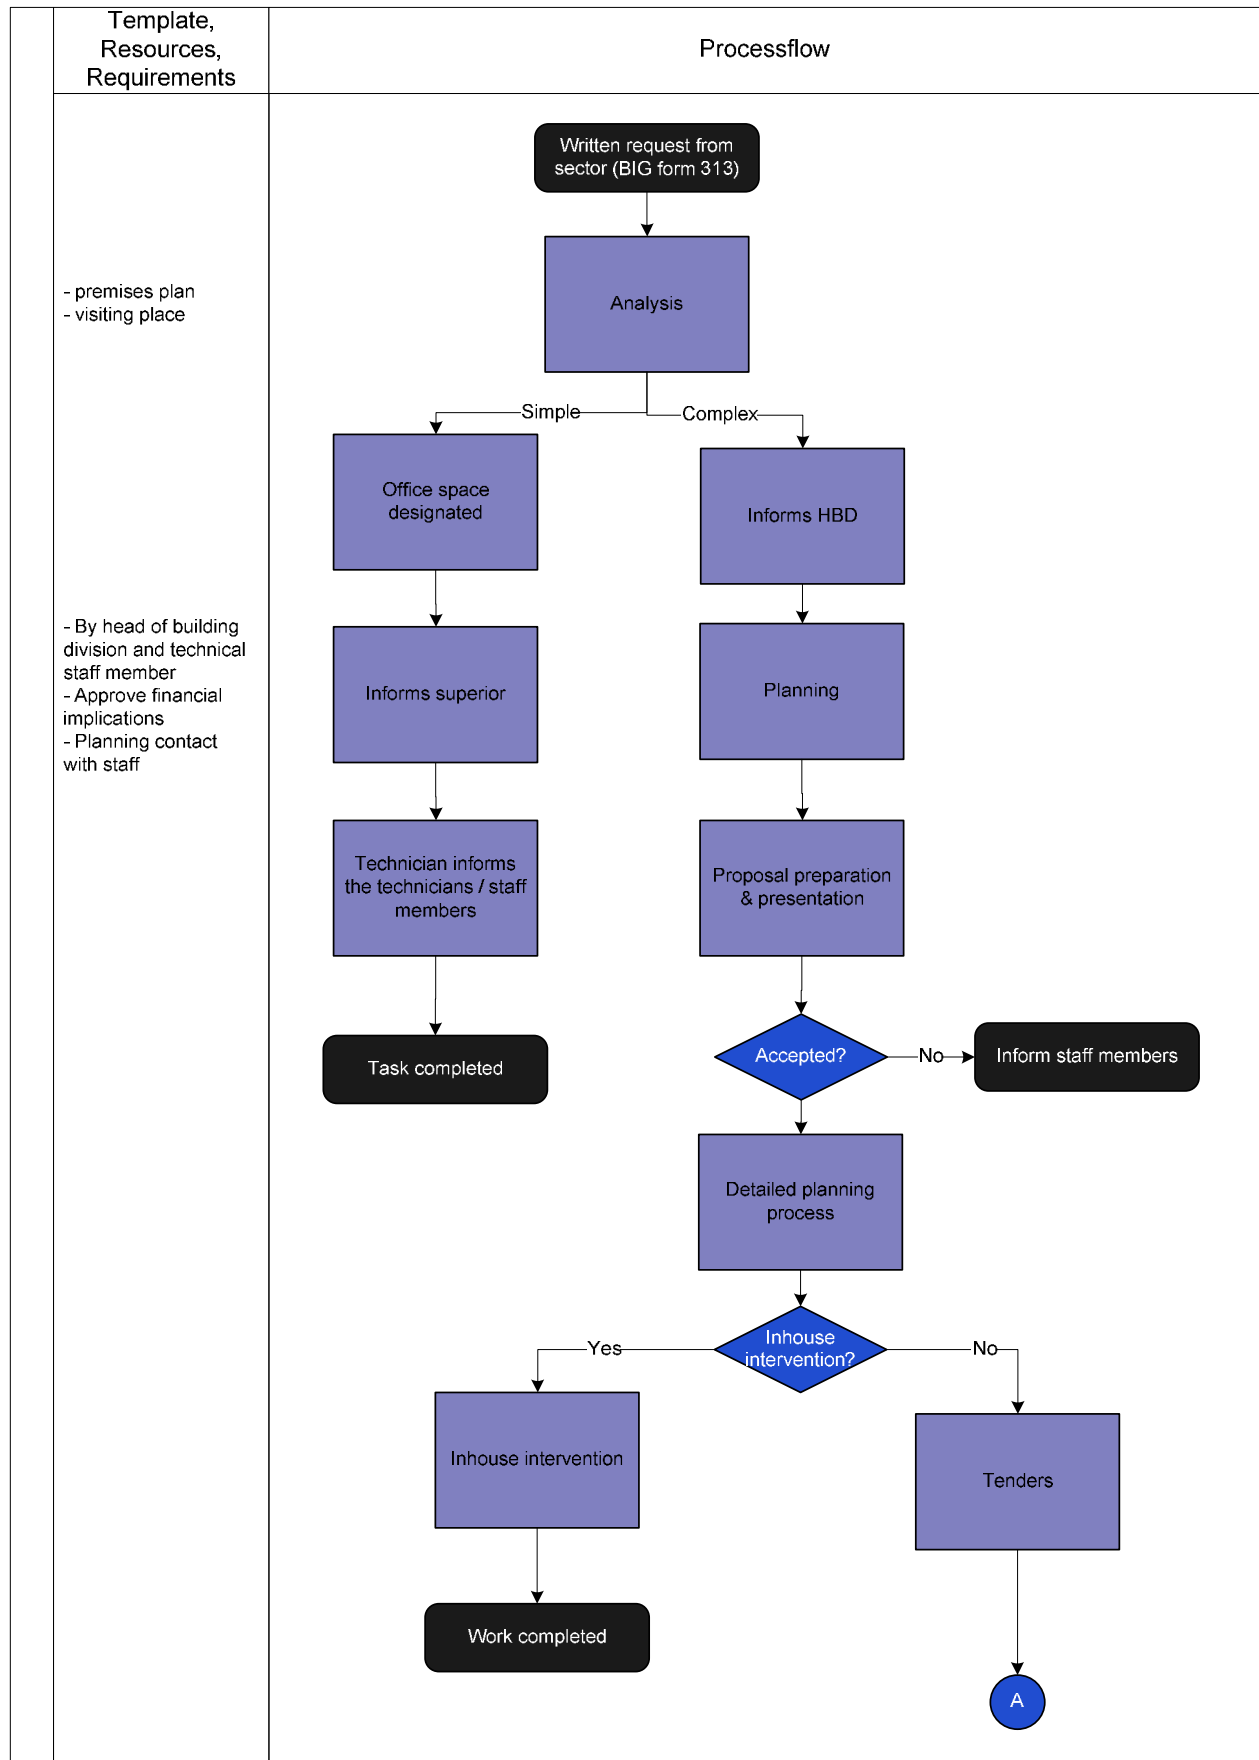 Template,
Resources,
Requirements
Processflow
Written request from
sector (BIG form 313)
- premises plan
- visiting place
Analysis
Simple
Complex
Office space
designated
Informs HBD
- By head of building
division and technical
staff member
- Approve financial
implications
- Planning contact
with staff
Informs superior
Planning
Technician informs
the technicians / staff
members
Proposal preparation
& presentation
Task completed
Accepted?
No
Inform staff members
Detailed planning
process
Inhouse
intervention?
Yes
No
Inhouse intervention
Tenders
Work completed
A